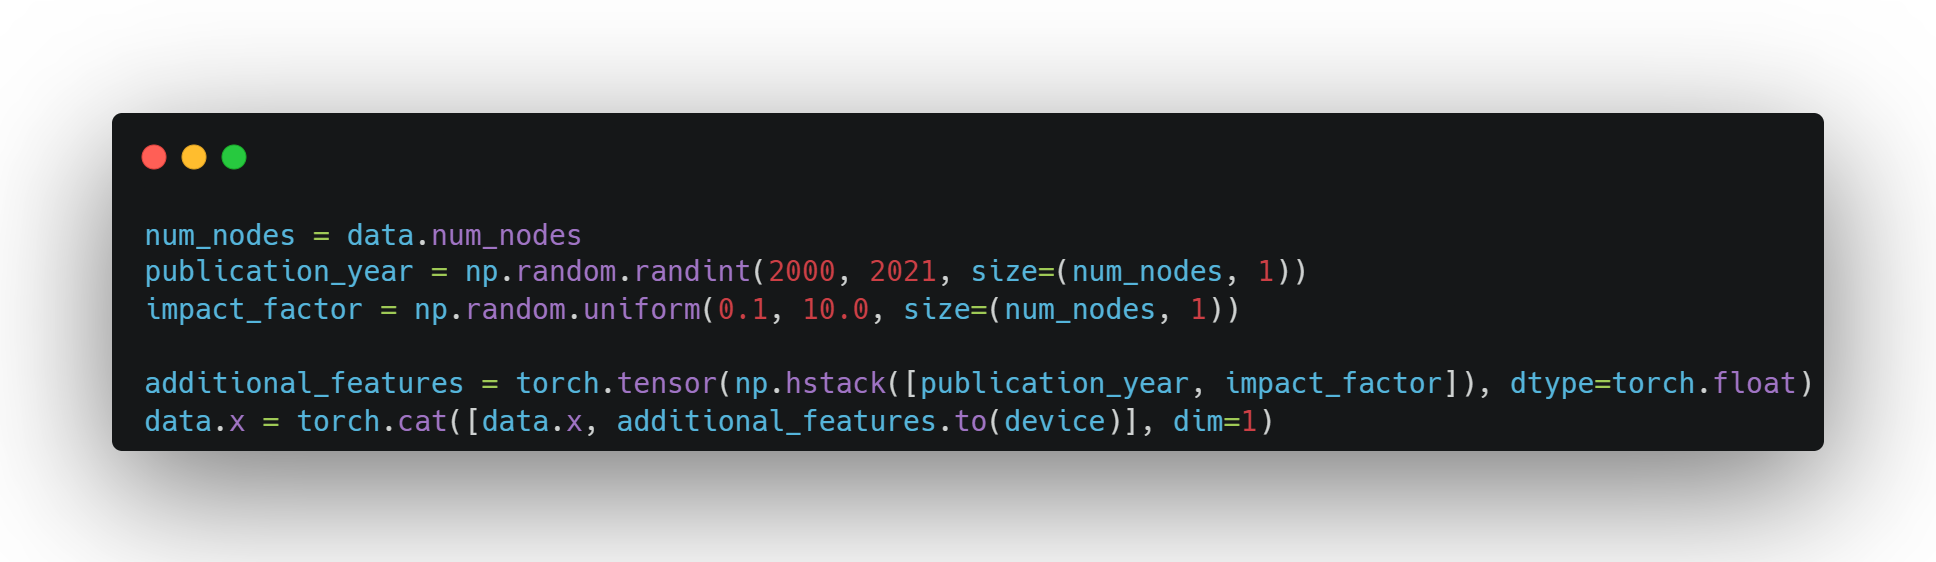 num_nodes = data.num_nodes
publication_year = np.random.randint(2000, 2021, size=(num_nodes, 1))
impact_factor = np.random.uniform(0.1, 10.0, size=(num_nodes, 1))
additional_features = torch.tensor(np.hstack([publication_year, impact_factor]), dtype=torch.float)
data.x = torch.cat([data.x, additional_features.to(device)], dim=1)